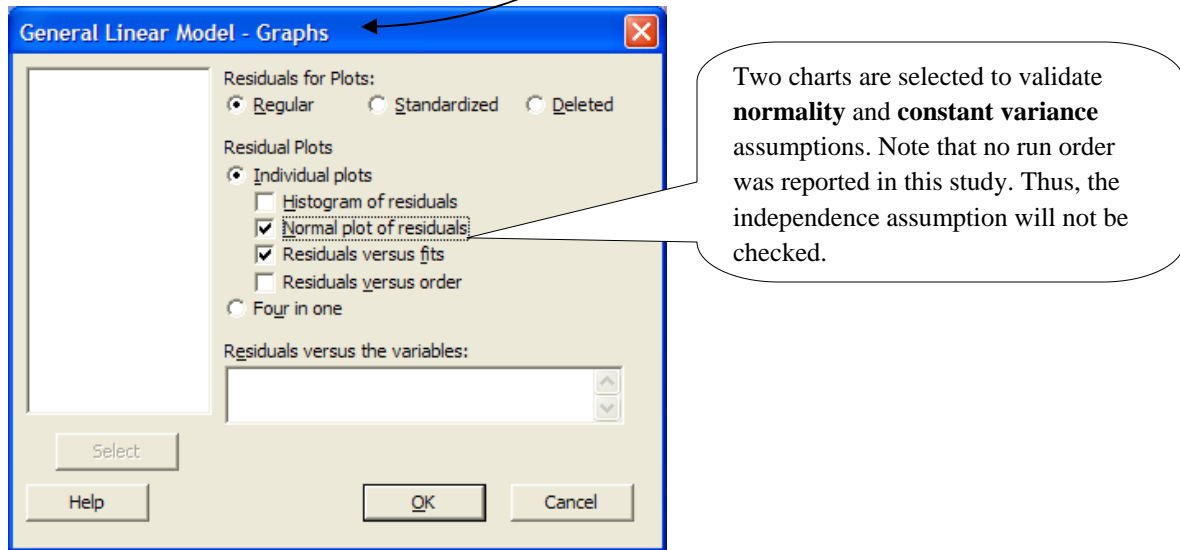 General Linear Model - Graphs
Residuals for Plots:
Regular Standardized Deleted
Residual Plots
Individual plots
Histogram of residuals
Normal plot of residuals
Residuals versus fits
Residuals versus order
Four in one
Residuals versus the variables:
Select
Help OK Cancel
Two charts are selected to validate
normality and constant variance
assumptions. Note that no run order
was reported in this study. Thus, the
independence assumption will not be
checked.